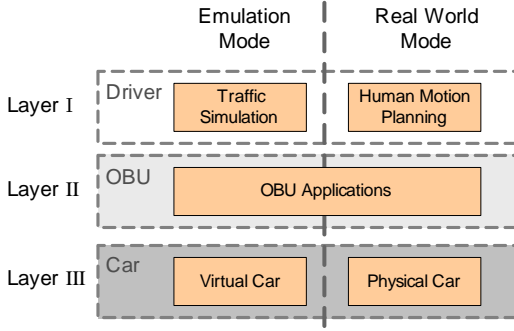 Emulation Mode
Real World Mode
Layer I
Driver
Traffic Simulation
Human Motion Planning
Layer II
OBU
OBU Applications
Layer III
Car
Virtual Car
Physical Car